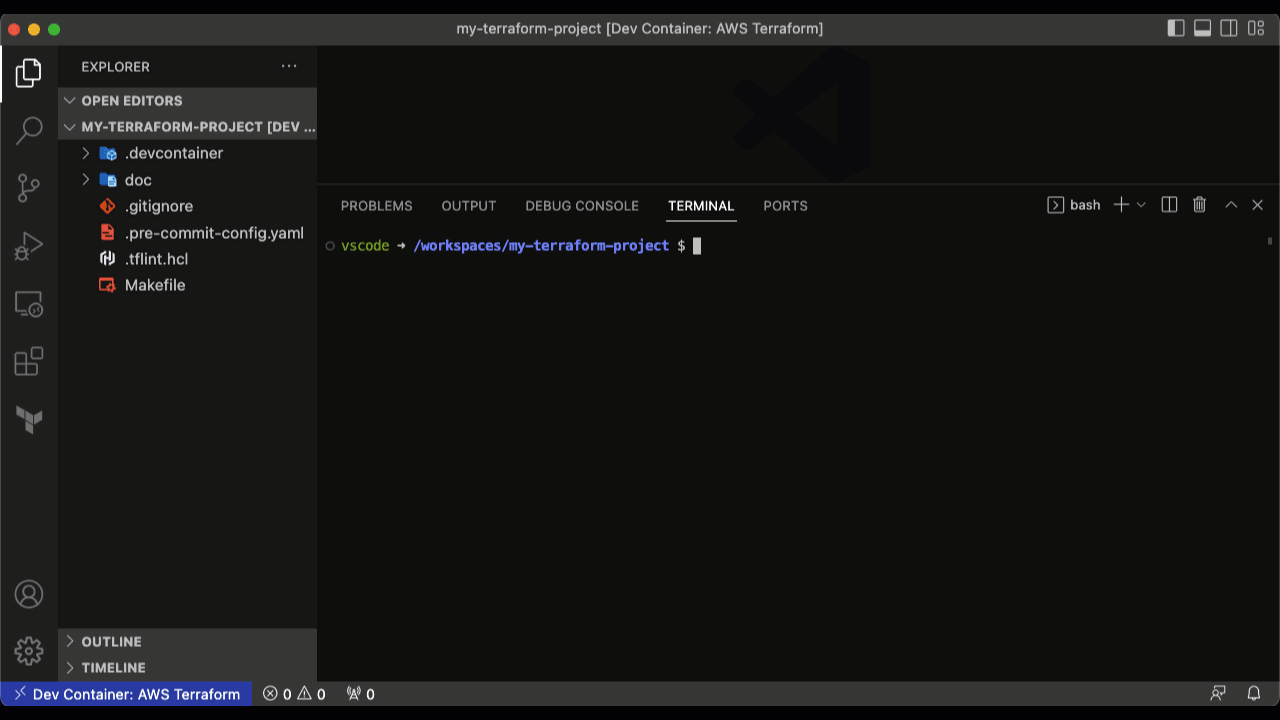 my-terraform-project [Dev Container: AWS Terraform]
EXPLORER
OPEN EDITORS
MY-TERRAFORM-PROJECT [DEV ...
.devcontainer
doc
.gitignore
.pre-commit-config.yaml
.tflint.hcl
Makefile
OUTLINE
TIMELINE
PROBLEMS OUTPUT DEBUG CONSOLE TERMINAL PORTS bash
vscode ➜ /workspaces/my-terraform-project $
Dev Container: AWS Terraform 0 0 0